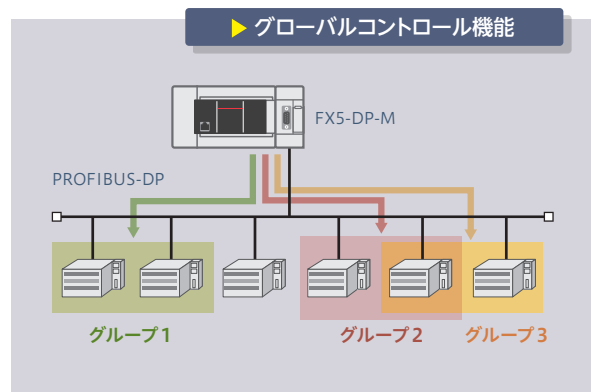 ▶ グローバルコントロール機能
FX5-DP-M
PROFIBUS-DP
グループ1
グループ2
グループ3